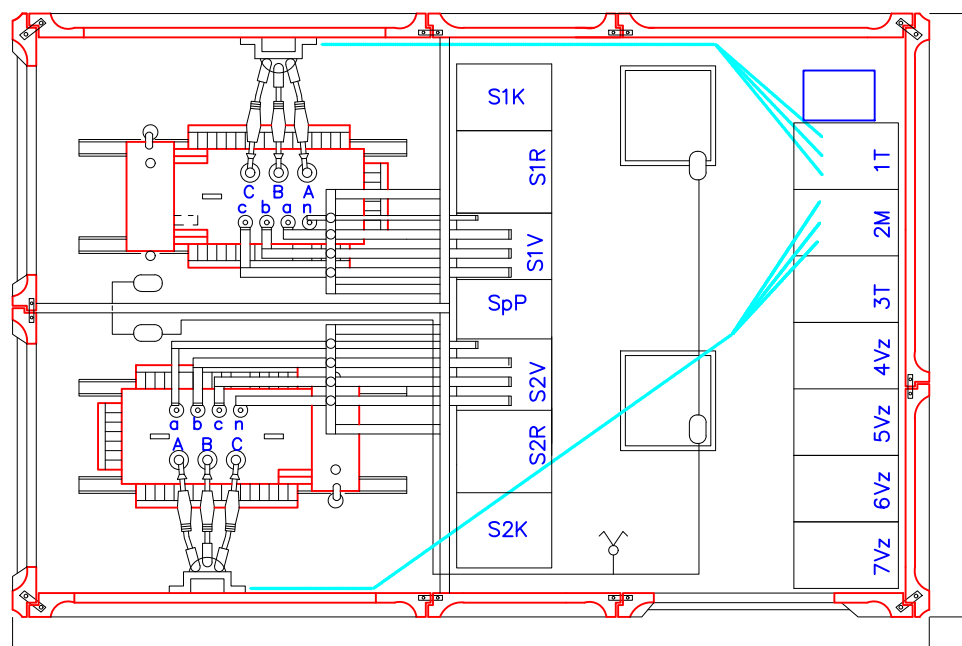 S1K
S1R
S1V
SpP
S2V
S2R
S2K
1T
2M
3T
4Vz
5Vz
6Vz
7Vz
C B A
c b a n
a b c n
A B C